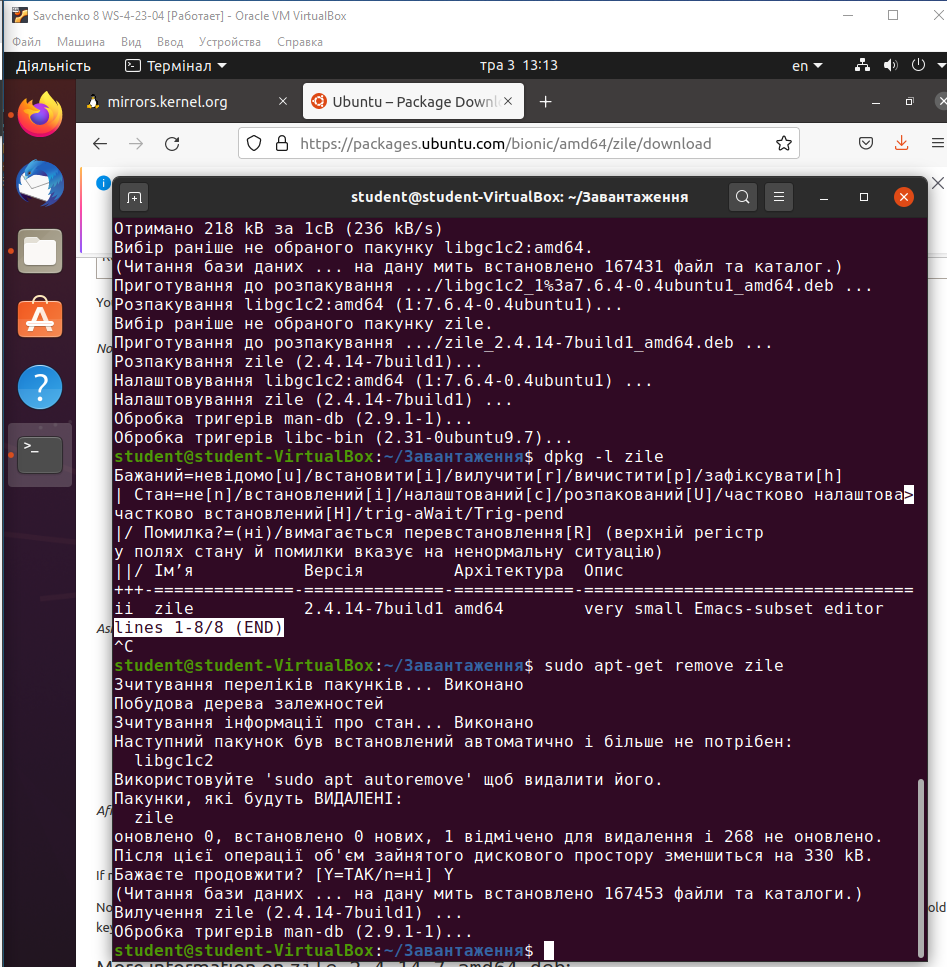 Savchenko 8 WS-4-23-04 [Работает] - Oracle VM VirtualBox
Файл Машина Вид Ввод Устройства Справка
Діяльність Термінал тра 3 13:13 en
mirrors.kernel.org Ubuntu – Package Downl
https://packages.ubuntu.com/bionic/amd64/zile/download
student@student-VirtualBox: ~/Завантаження
Отримано 218 kB за 1сВ (236 kB/s)
Вибір раніше не обраного пакунку libgc1c2:amd64.
(Читання бази даних ... на дану мить встановлено 167431 файл та каталог.)
Приготування до розпакування .../libgc1c2_1%3a7.6.4-0.4ubuntu1_amd64.deb ...
Розпакування libgc1c2:amd64 (1:7.6.4-0.4ubuntu1)...
Вибір раніше не обраного пакунку zile.
Приготування до розпакування .../zile_2.4.14-7build1_amd64.deb ...
Розпакування zile (2.4.14-7build1)...
Налаштовування libgc1c2:amd64 (1:7.6.4-0.4ubuntu1) ...
Налаштовування zile (2.4.14-7build1) ...
Обробка тригерів man-db (2.9.1-1)...
Обробка тригерів libc-bin (2.31-0ubuntu9.7)...
student@student-VirtualBox:~/Завантаження$ dpkg -l zile
Бажаний=невідомо[u]/встановити[i]/вилучити[r]/вичистити[p]/зафіксувати[h]
| Стан=не[n]/встановлений[i]/налаштований[c]/розпакований[U]/частково налаштова>
частково встановлений[H]/trig-aWait/Trig-pend
|/ Помилка?=(ні)/вимагається перевстановлення[R] (верхній регістр
у полях стану й помилки вказує на ненормальну ситуацію)
||/ Ім’я Версія Архітектура Опис
+++-==============-==============-============-=================================
ii zile 2.4.14-7build1 amd64 very small Emacs-subset editor
lines 1-8/8 (END)
^C
student@student-VirtualBox:~/Завантаження$ sudo apt-get remove zile
Зчитування переліків пакунків... Виконано
Побудова дерева залежностей
Зчитування інформації про стан... Виконано
Наступний пакунок був встановлений автоматично і більше не потрібен:
libgc1c2
Використовуйте 'sudo apt autoremove' щоб видалити його.
Пакунки, які будуть ВИДАЛЕНІ:
zile
оновлено 0, встановлено 0 нових, 1 відмічено для видалення і 268 не оновлено.
Після цієї операції об'єм зайнятого дискового простору зменшиться на 330 kB.
Бажаєте продовжити? [Y=ТАК/n=ні] Y
(Читання бази даних ... на дану мить встановлено 167453 файли та каталоги.)
Вилучення zile (2.4.14-7build1) ...
Обробка тригерів man-db (2.9.1-1)...
student@student-VirtualBox:~/Завантаження$